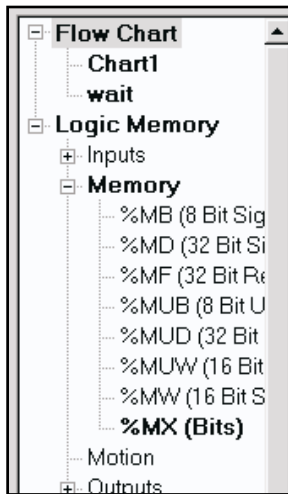 Flow Chart
Chart1
wait
Logic Memory
Inputs
Memory
%MB (8 Bit Sig
%MD (32 Bit Si
%MF (32 Bit Re
%MUB (8 Bit U
%MUD (32 Bit
%MUW (16 Bit
%MW (16 Bit S
%MX (Bits)
Motion
Outputs